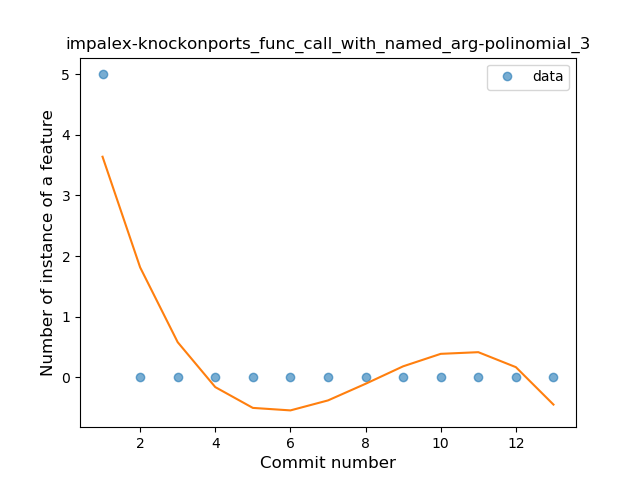 impalex-knockonports_func_call_with_named_arg-polinomial_3
data
Number of instance of a feature
5
4
3
2
1
0
2 4 6 8 10 12
Commit number